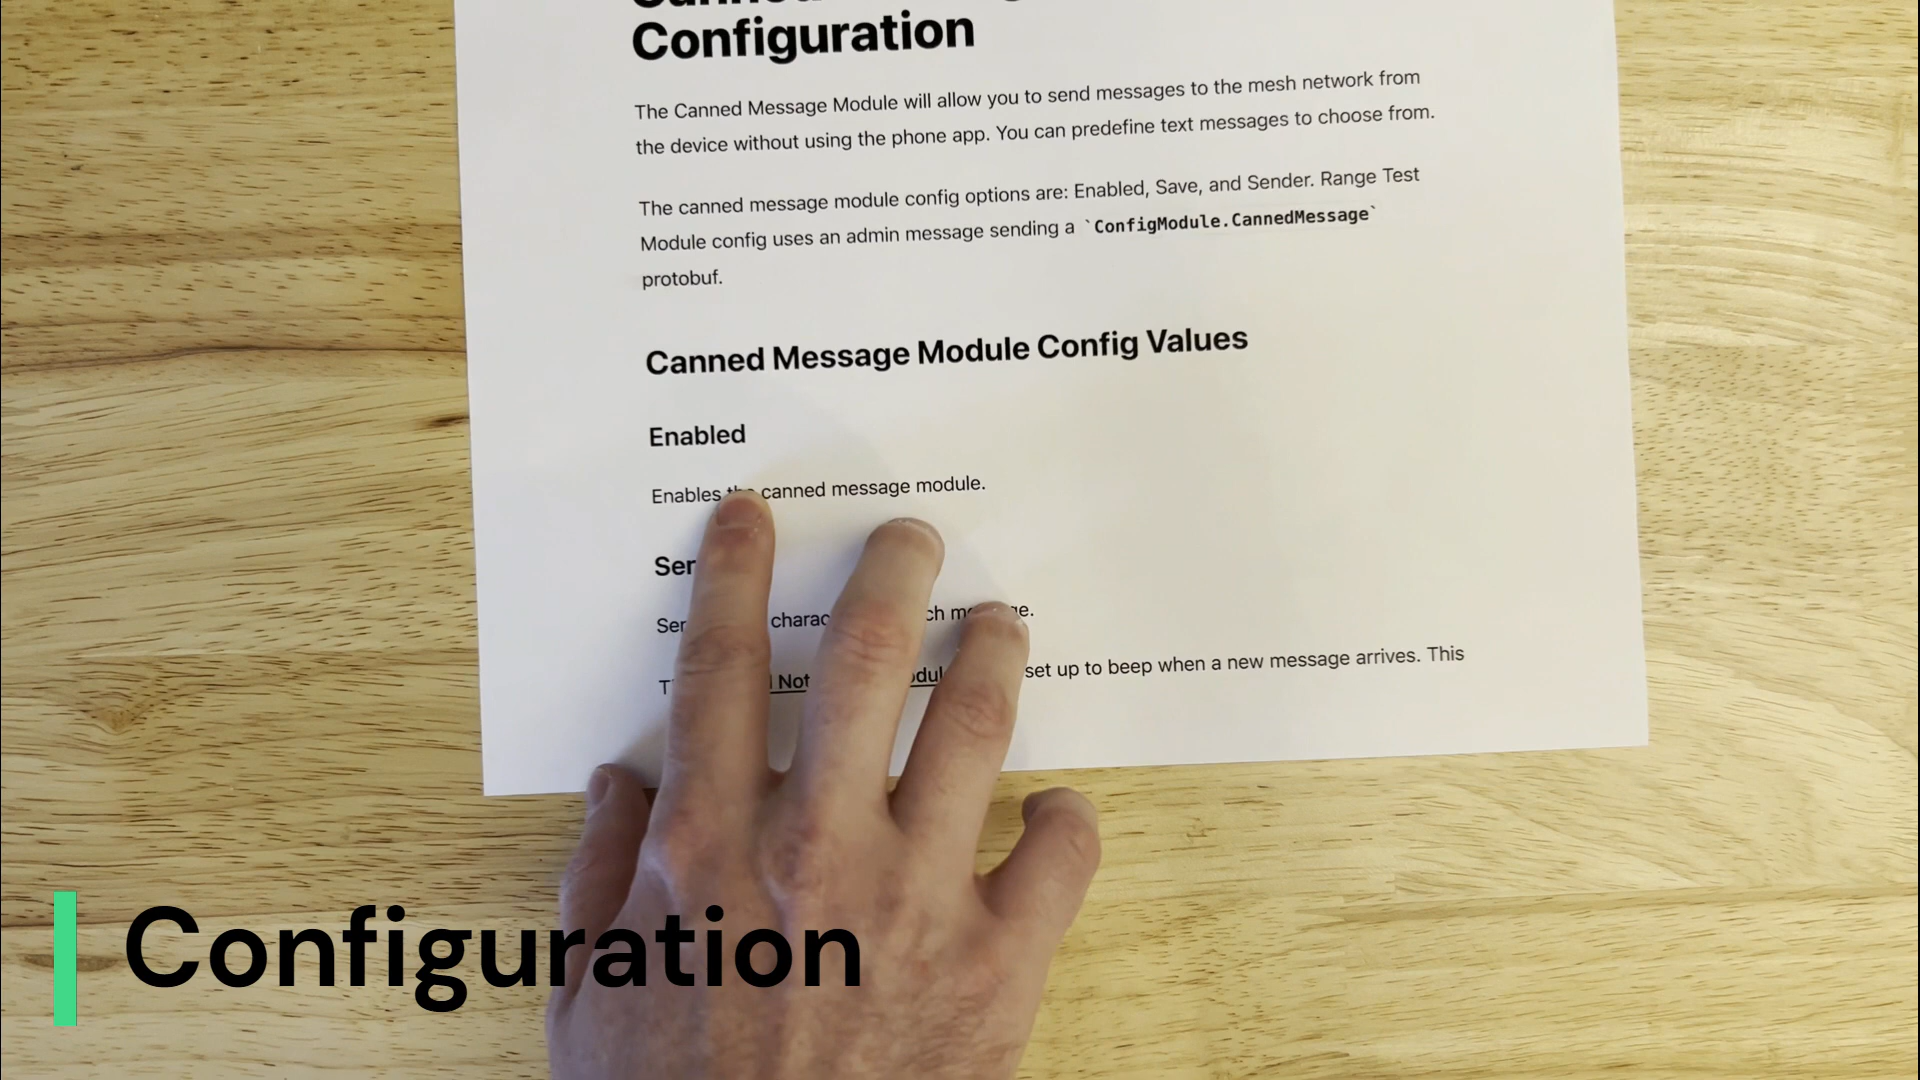 Configuration
The Canned Message Module will allow you to send messages to the mesh network from
the device without using the phone app. You can predefine text messages to choose from.
The canned message module config options are: Enabled, Save, and Sender. Range Test
Module config uses an admin message sending a `ConfigModule.CannedMessage`
protobuf.
Canned Message Module Config Values
Enabled
Enables the canned message module.
set up to beep when a new message arrives. This
Configuration